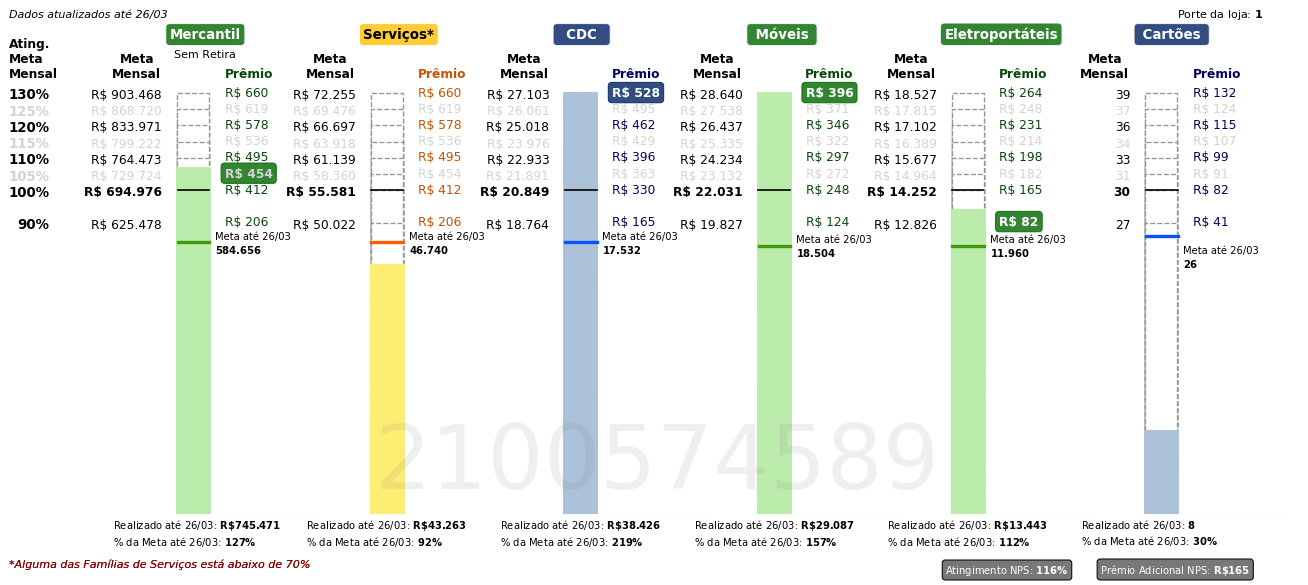 Dados atualizados até 26/03 Porte da loja: 1
Mercantil Serviços* CDC Móveis Eletroportáteis Cartões
Sem Retira
Ating. Meta Mensal Meta Mensal Prêmio Meta Mensal Prêmio Meta Mensal Prêmio Meta Mensal Prêmio Meta Mensal Prêmio Meta Mensal Prêmio
130% R$ 903.468 R$ 660 R$ 72.255 R$ 660 R$ 27.103 R$ 528 R$ 28.640 R$ 396 R$ 18.527 R$ 264 39 R$ 132
125% R$ 868.720 R$ 619 R$ 69.476 R$ 619 R$ 26.061 R$ 495 R$ 27.538 R$ 371 R$ 17.815 R$ 248 37 R$ 124
120% R$ 833.971 R$ 578 R$ 66.697 R$ 578 R$ 25.018 R$ 462 R$ 26.437 R$ 346 R$ 17.102 R$ 231 36 R$ 115
115% R$ 799.222 R$ 536 R$ 63.918 R$ 536 R$ 23.976 R$ 429 R$ 25.335 R$ 322 R$ 16.389 R$ 214 34 R$ 107
110% R$ 764.473 R$ 495 R$ 61.139 R$ 495 R$ 22.933 R$ 396 R$ 24.234 R$ 297 R$ 15.677 R$ 198 33 R$ 99
105% R$ 729.724 R$ 454 R$ 58.360 R$ 454 R$ 21.891 R$ 363 R$ 23.132 R$ 272 R$ 14.964 R$ 182 31 R$ 91
100% R$ 694.976 R$ 412 R$ 55.581 R$ 412 R$ 20.849 R$ 330 R$ 22.031 R$ 248 R$ 14.252 R$ 165 30 R$ 82
90% R$ 625.478 R$ 206 R$ 50.022 R$ 206 R$ 18.764 R$ 165 R$ 19.827 R$ 124 R$ 12.826 R$ 82 27 R$ 41
Meta até 26/03 Meta até 26/03 Meta até 26/03 Meta até 26/03 Meta até 26/03 Meta até 26/03
584.656 46.740 17.532 18.504 11.960 26
2100574589
Realizado até 26/03: R$745.471 Realizado até 26/03: R$43.263 Realizado até 26/03: R$38.426 Realizado até 26/03: R$29.087 Realizado até 26/03: R$13.443 Realizado até 26/03: 8
% da Meta até 26/03: 127% % da Meta até 26/03: 92% % da Meta até 26/03: 219% % da Meta até 26/03: 157% % da Meta até 26/03: 112% % da Meta até 26/03: 30%
*Alguma das Famílias de Serviços está abaixo de 70% Atingimento NPS: 116% Prêmio Adicional NPS: R$165